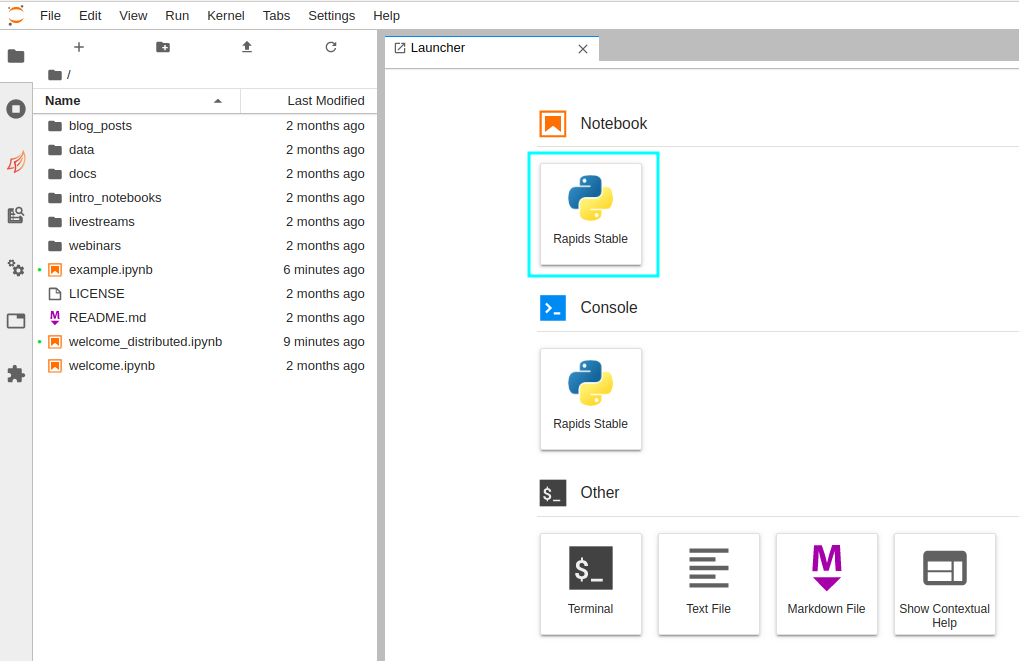 File Edit View Run Kernel Tabs Settings Help
Launcher
/
Name Last Modified
blog_posts 2 months ago
data 2 months ago
docs 2 months ago
intro_notebooks 2 months ago
livestreams 2 months ago
webinars 2 months ago
example.ipynb 6 minutes ago
LICENSE 2 months ago
README.md 2 months ago
welcome_distributed.ipynb 9 minutes ago
welcome.ipynb 2 months ago
Notebook
Rapids Stable
Console
Rapids Stable
$_ Other
$_
M
Terminal Text File Markdown File Show Contextual
Help